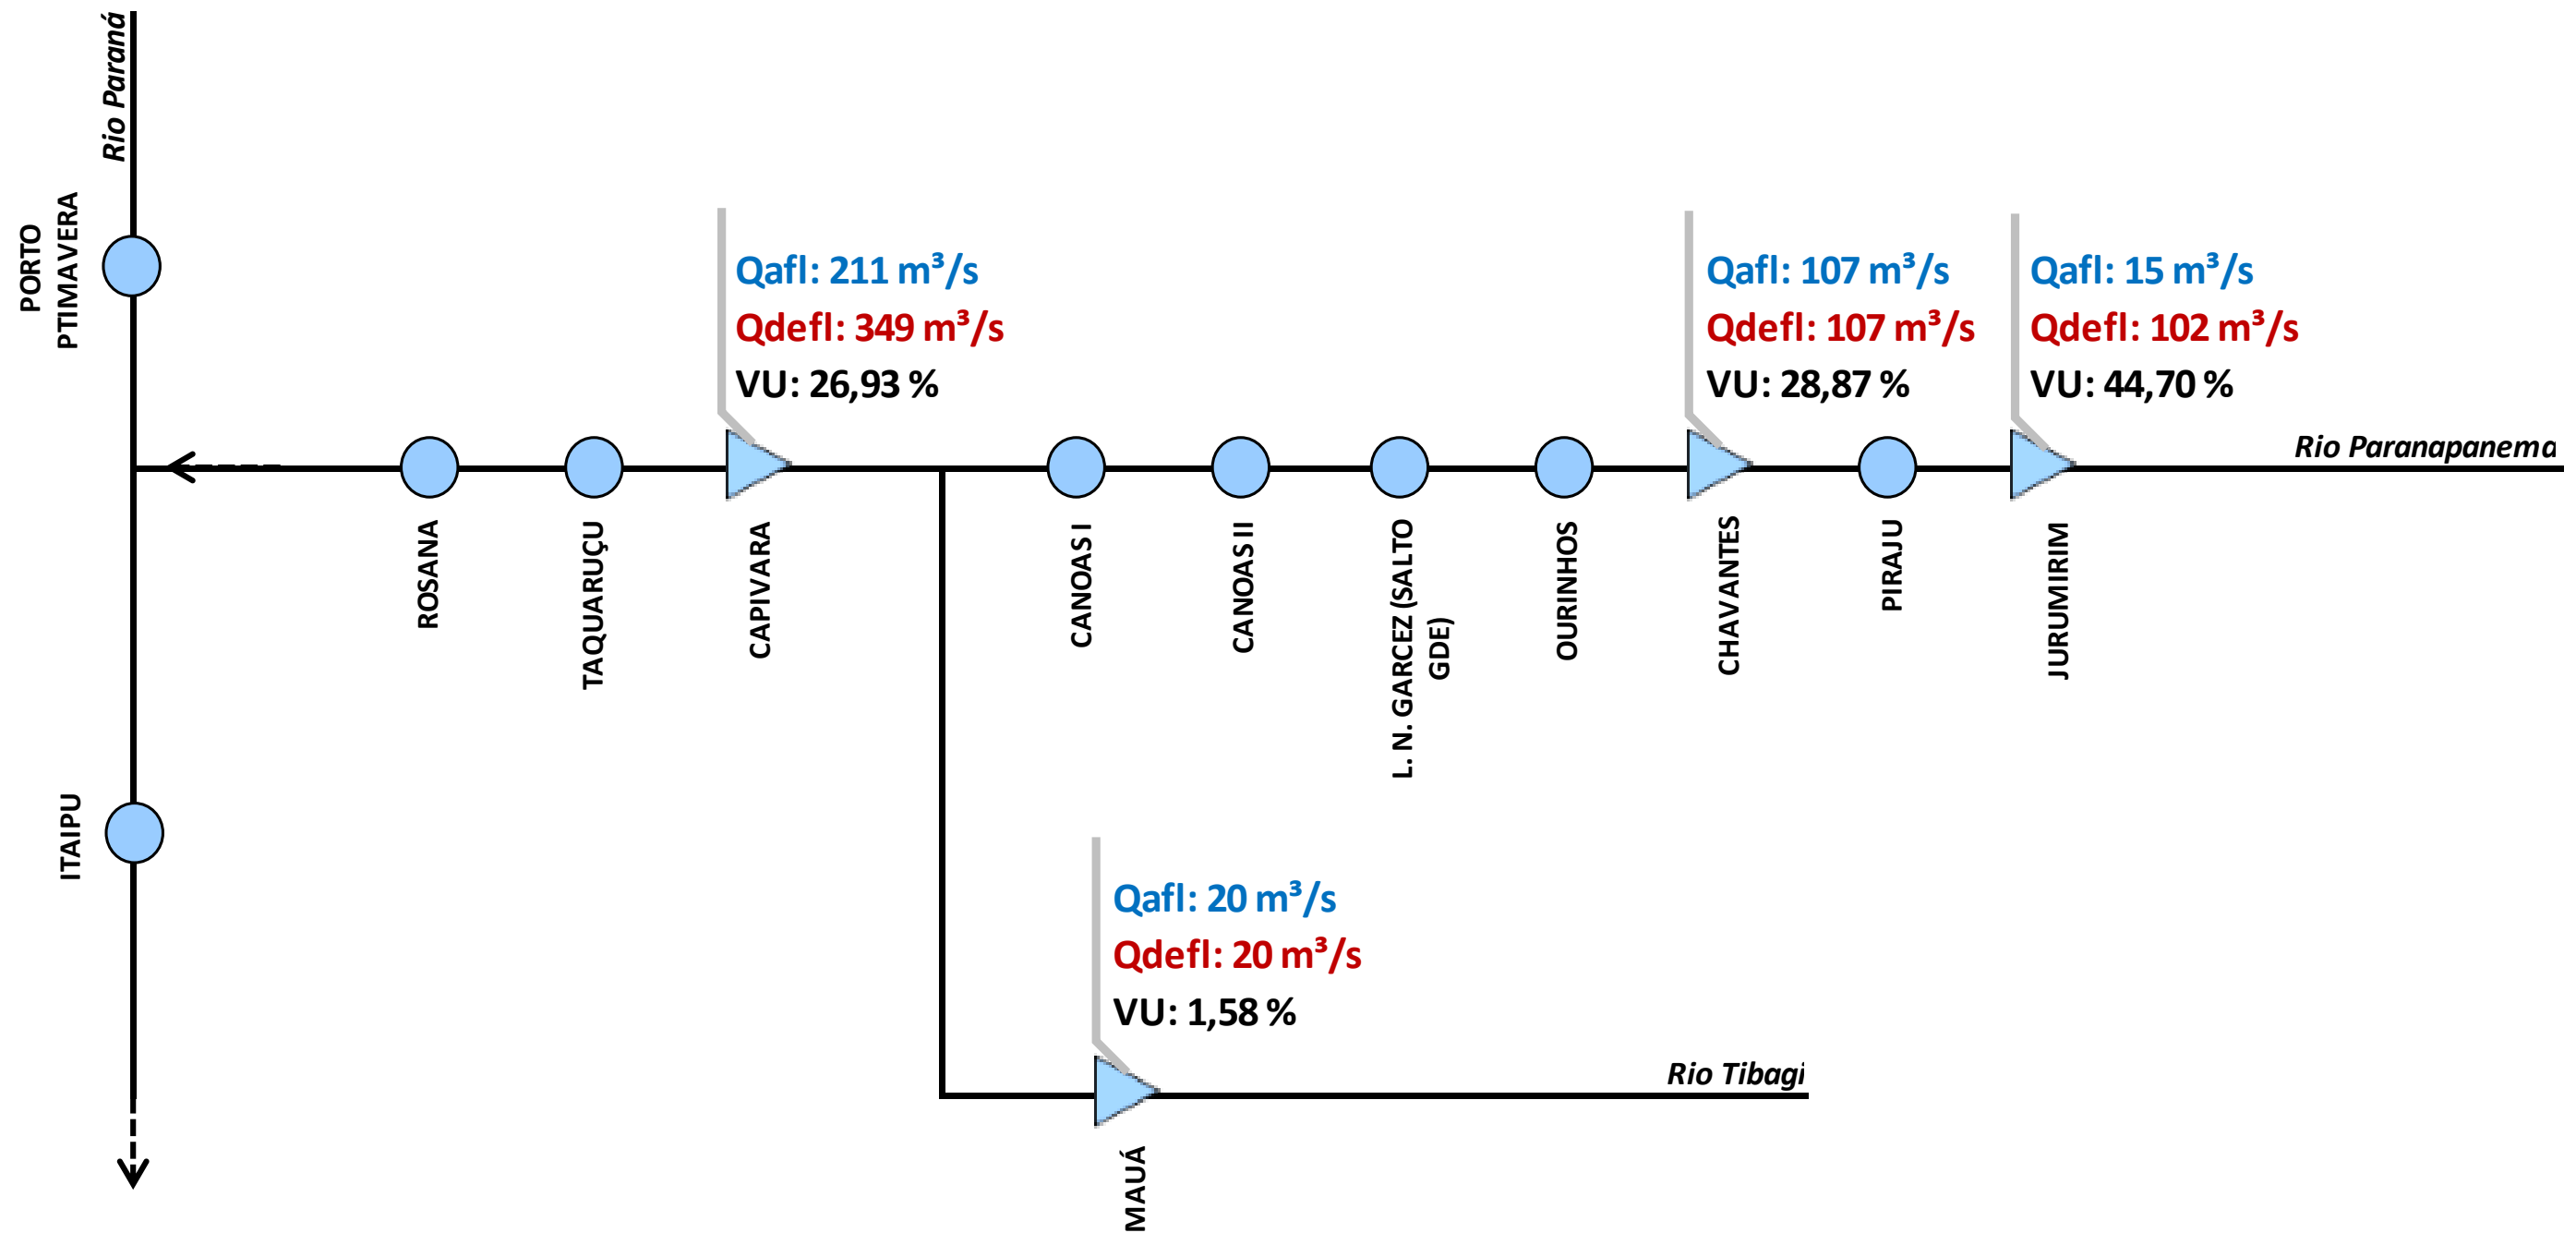 Rio Paraná
PORTO
PTIMAVERA
Qafl: 211 m³/s
Qdefl: 349 m³/s
VU: 26,93 %
Qafl: 107 m³/s
Qdefl: 107 m³/s
VU: 28,87 %
Qafl: 15 m³/s
Qdefl: 102 m³/s
VU: 44,70 %
Rio Paranapanema
ROSANA
TAQUARUÇU
CAPIVARA
CANOAS I
CANOAS II
L. N. GARCEZ (SALTO
GDE)
OURINHOS
CHAVANTES
PIRAJU
JURUMIRIM
ITAIPU
Qafl: 20 m³/s
Qdefl: 20 m³/s
VU: 1,58 %
Rio Tibagi
MAUÁ